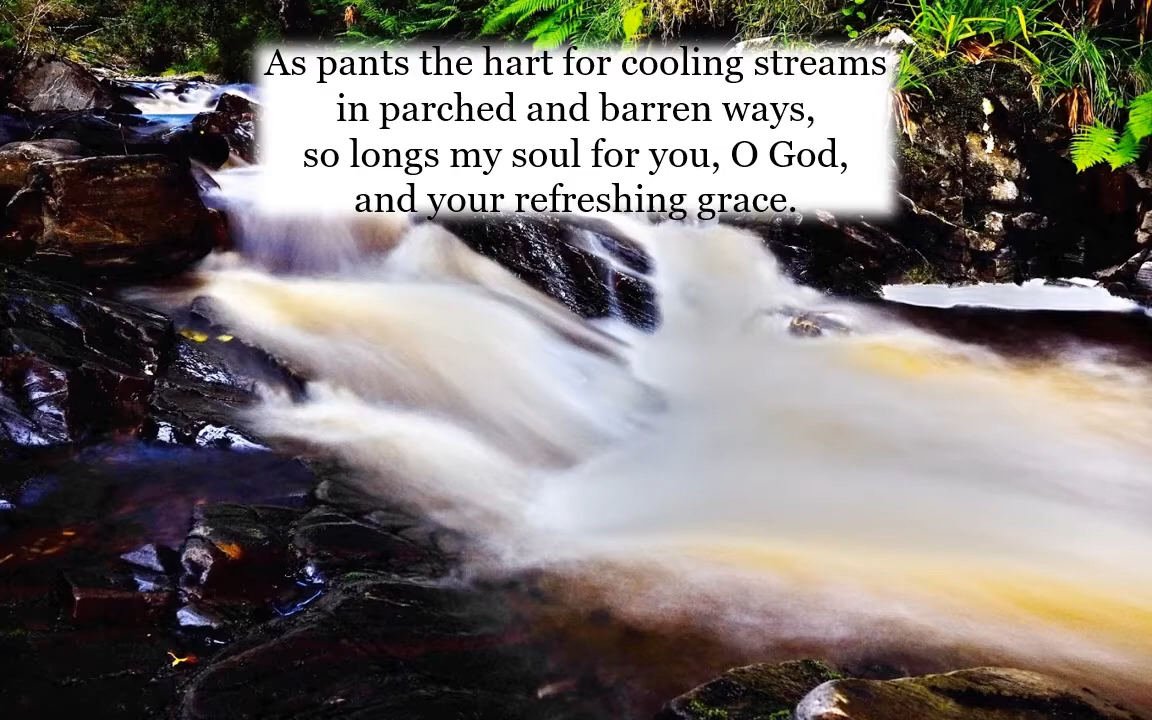 As pants the hart for cooling streams
in parched and barren ways,
so longs my soul for you, O God,
and your refreshing grace.